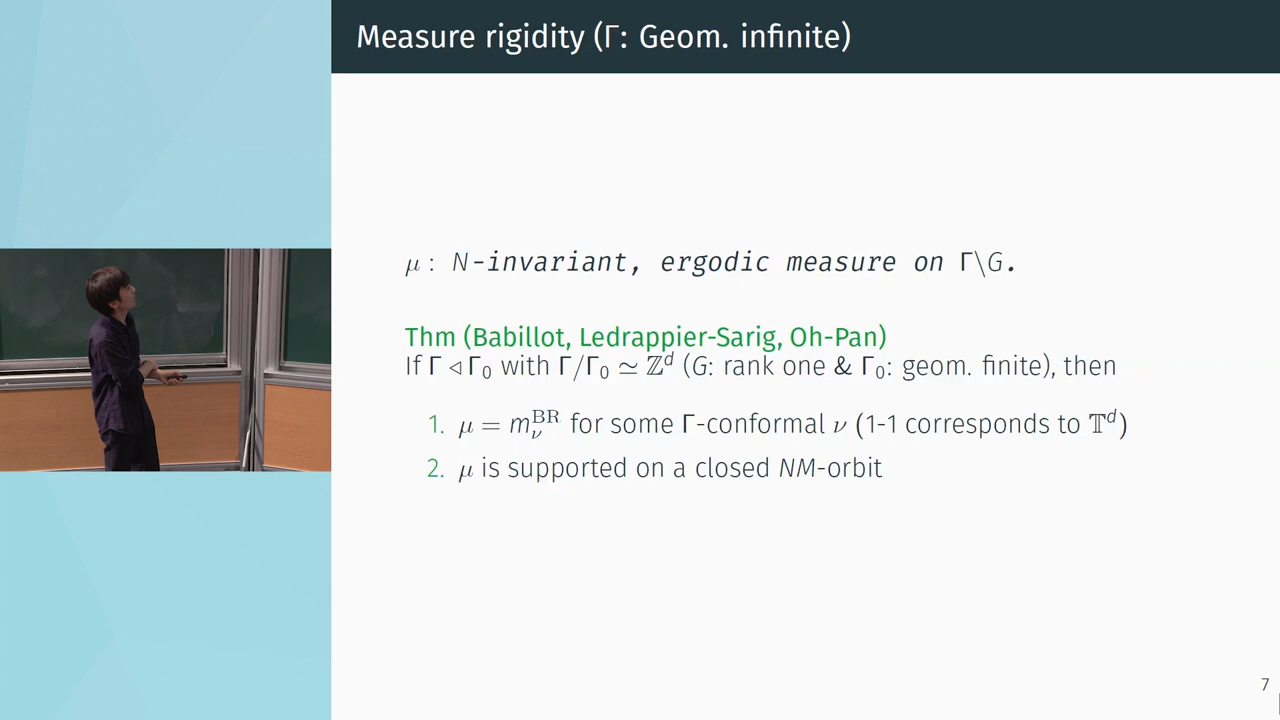 Measure rigidity (Γ: Geom. infinite)
μ : N-invariant, ergodic measure on Γ\G.
Thm (Babillot, Ledrappier-Sarig, Oh-Pan)
If Γ ◁ Γ₀ with Γ/Γ₀ ≃ ℤᵈ (G: rank one & Γ₀: geom. finite), then
1. μ = m_ν^BR for some Γ-conformal ν (1-1 corresponds to 𝕋ᵈ)
2. μ is supported on a closed NM-orbit
7